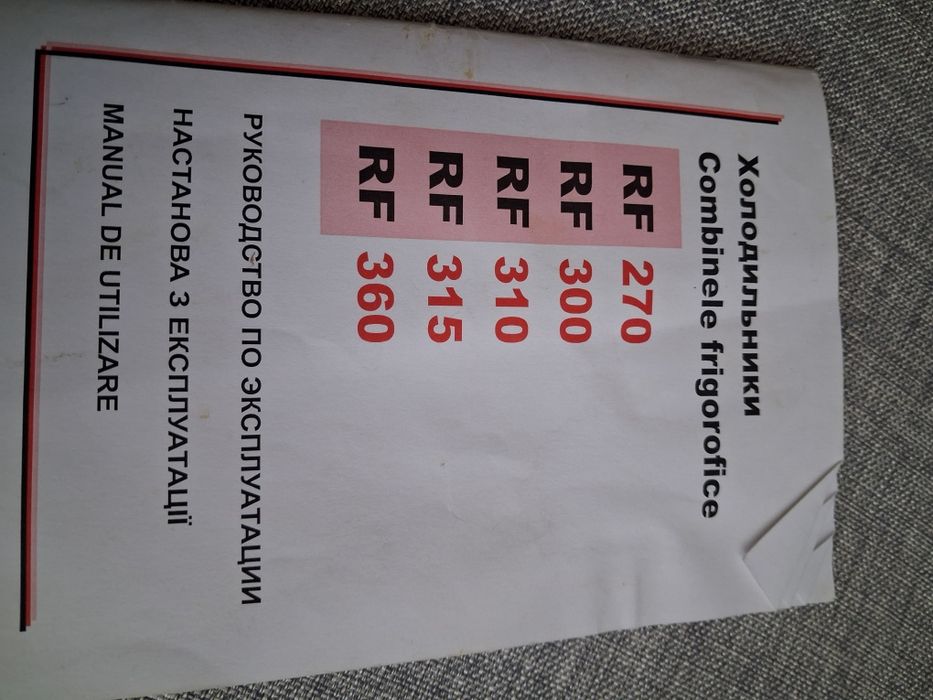 Холодильники
Combinele frigorofice
RF 270
RF 300
RF 310
RF 315
RF 360
РУКОВОДСТВО ПО ЭКСПЛУАТАЦИИ
НАСТАНОВА З ЕКСПЛУАТАЦІЇ
MANUAL DE UTILIZARE